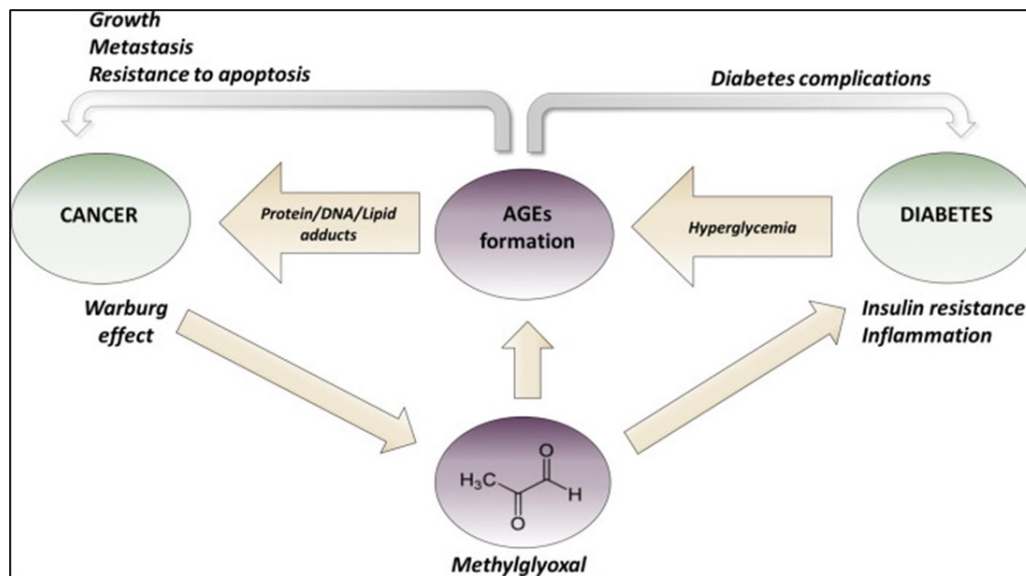 Growth
Metastasis
Resistance to apoptosis
Diabetes complications
CANCER
Protein/DNA/Lipid
adducts
AGEs
formation
Hyperglycemia
DIABETES
Warburg
effect
Insulin resistance
Inflammation
O
H₃C
H
O
Methylglyoxal